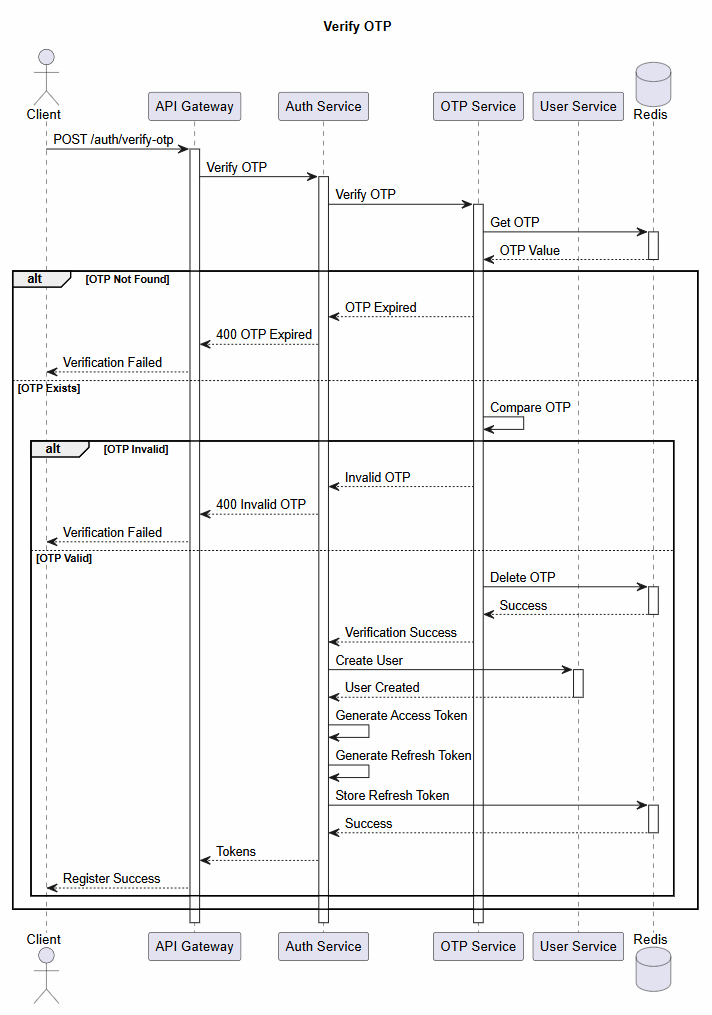 Verify OTP
Client
API Gateway
Auth Service
OTP Service
User Service
Redis
POST /auth/verify-otp
Verify OTP
Verify OTP
Get OTP
OTP Value
alt
[OTP Not Found]
OTP Expired
400 OTP Expired
Verification Failed
[OTP Exists]
Compare OTP
alt
[OTP Invalid]
Invalid OTP
400 Invalid OTP
Verification Failed
[OTP Valid]
Delete OTP
Success
Verification Success
Create User
User Created
Generate Access Token
Generate Refresh Token
Store Refresh Token
Success
Tokens
Register Success
Client
API Gateway
Auth Service
OTP Service
User Service
Redis